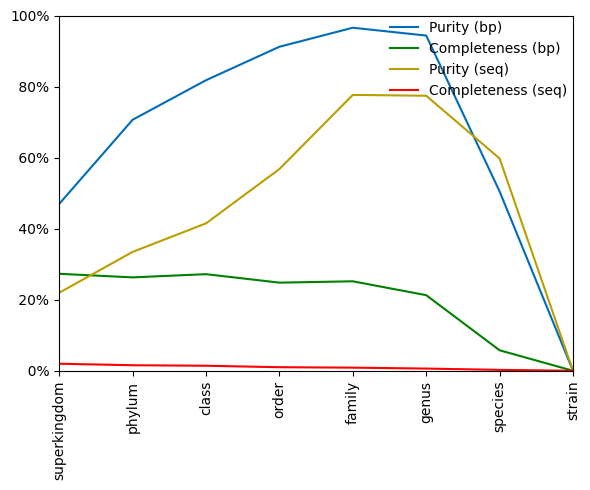 100%
80%
60%
40%
20%
0%
Purity (bp)
Completeness (bp)
Purity (seq)
Completeness (seq)
superkingdom
phylum
class
order
family
genus
species
strain